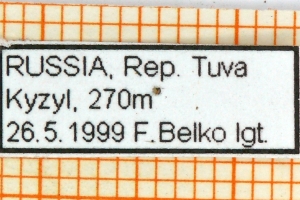 RUSSIA, Rep. Tuva
Kyzyl, 270m
26.5.1999 F.Belko lgt.